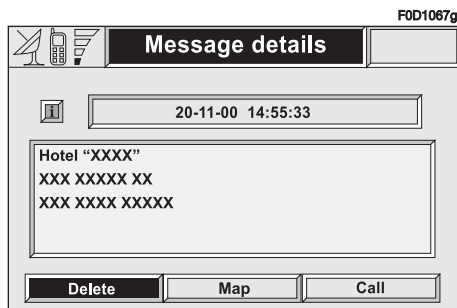 F0D1067g
Message details
i
20-11-00 14:55:33
Hotel “XXXX”
XXX XXXXX XX
XXX XXXX XXXXX
Delete Map Call